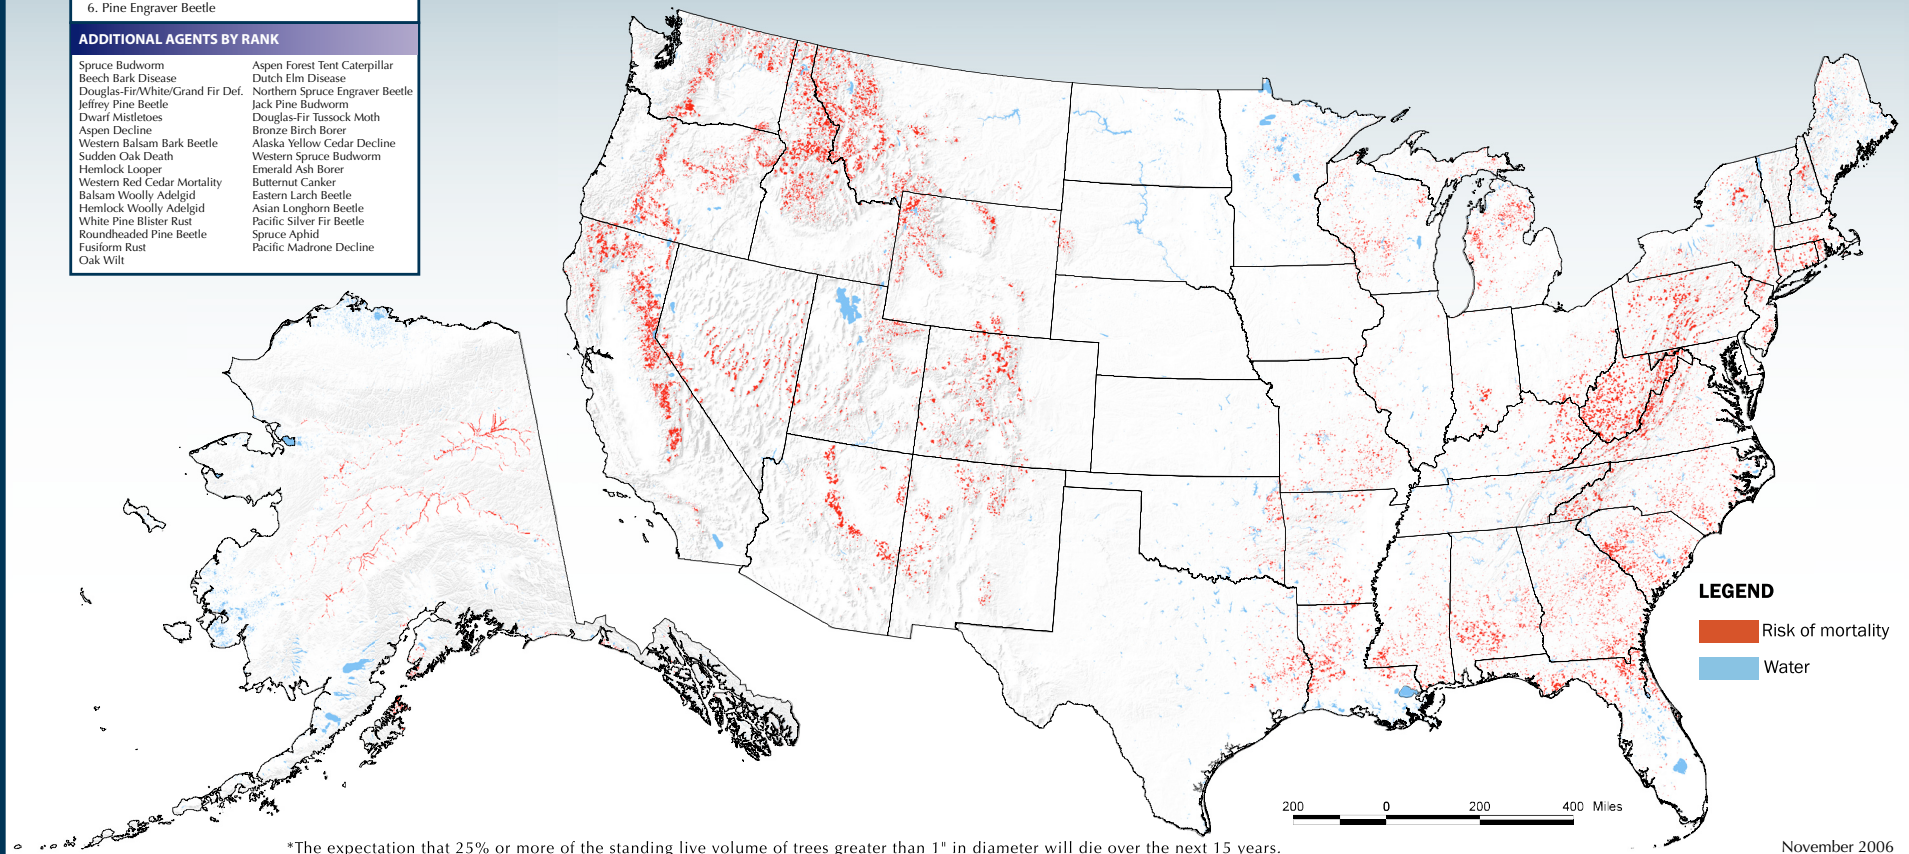 6. Pine Engraver Beetle
ADDITIONAL AGENTS BY RANK
Spruce Budworm
Beech Bark Disease
Douglas-Fir/White/Grand Fir Def.
Jeffrey Pine Beetle
Dwarf Mistletoes
Aspen Decline
Western Balsam Bark Beetle
Sudden Oak Death
Hemlock Looper
Western Red Cedar Mortality
Balsam Woolly Adelgid
Hemlock Woolly Adelgid
White Pine Blister Rust
Roundheaded Pine Beetle
Fusiform Rust
Oak Wilt
Aspen Forest Tent Caterpillar
Dutch Elm Disease
Northern Spruce Engraver Beetle
Jack Pine Budworm
Douglas-Fir Tussock Moth
Bronze Birch Borer
Alaska Yellow Cedar Decline
Western Spruce Budworm
Emerald Ash Borer
Butternut Canker
Eastern Larch Beetle
Asian Longhorn Beetle
Pacific Silver Fir Beetle
Spruce Aphid
Pacific Madrone Decline
LEGEND
Risk of mortality
Water
200 0 200 400 Miles
*The expectation that 25% or more of the standing live volume of trees greater than 1" in diameter will die over the next 15 years.
November 2006